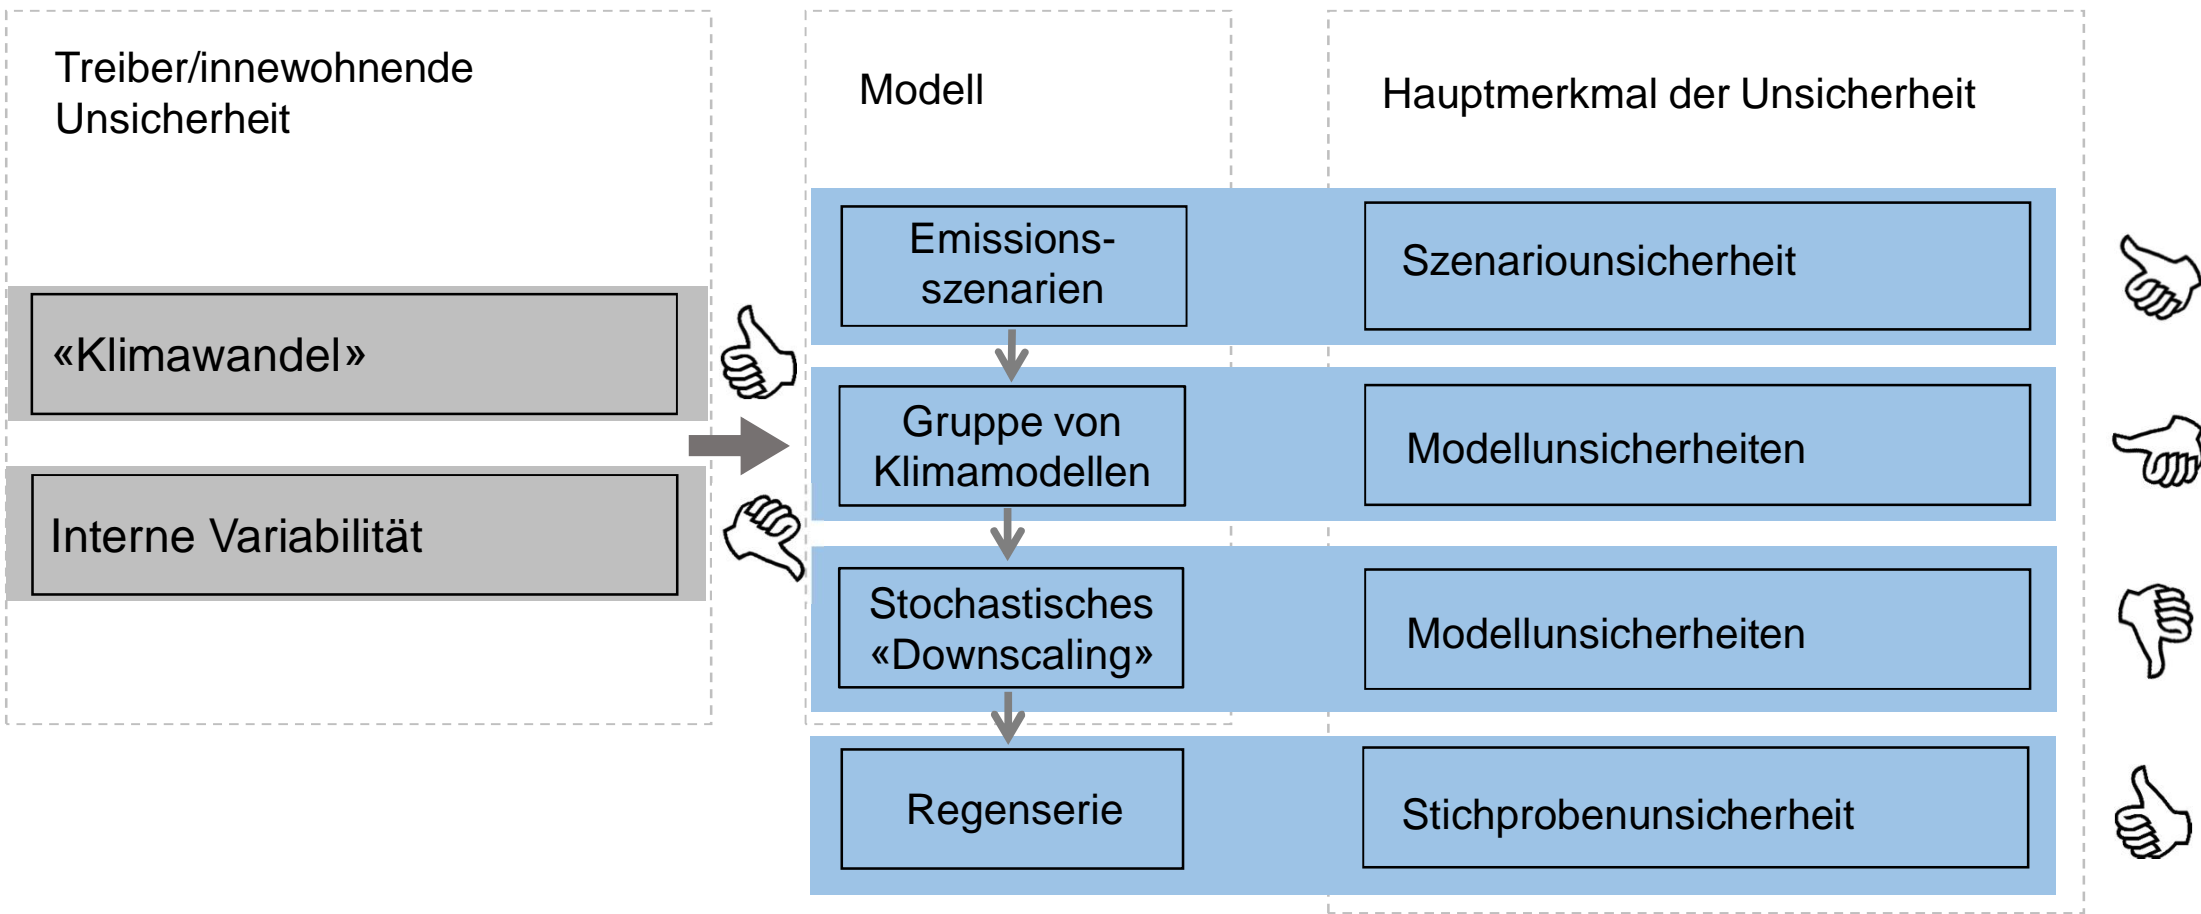 Treiber/innewohnende
Unsicherheit
«Klimawandel»
Interne Variabilität
Modell
Hauptmerkmal der Unsicherheit
Emissions-
szenarien
Szenariounsicherheit
Gruppe von
Klimamodellen
Modellunsicherheiten
Stochastisches
«Downscaling»
Modellunsicherheiten
Regenserie
Stichprobenunsicherheit